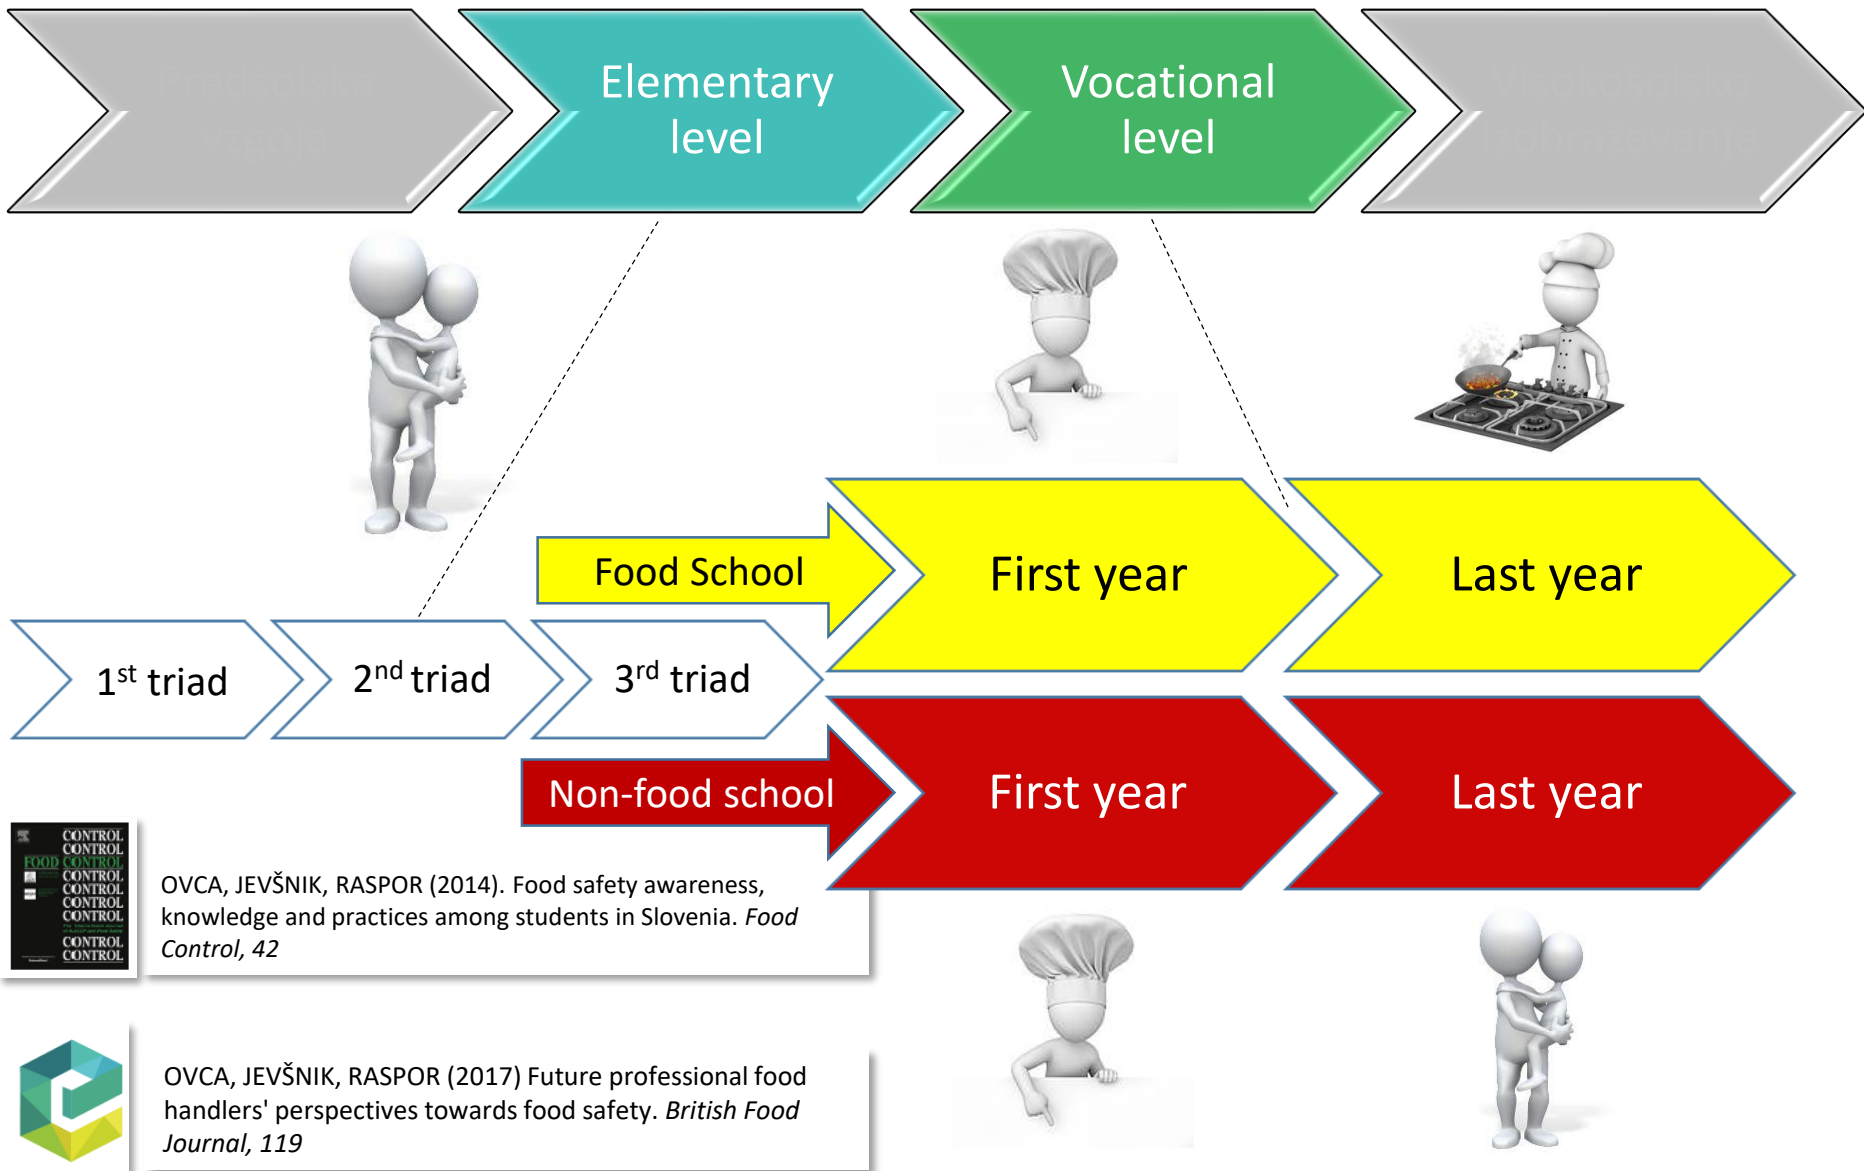 Predšolska
vzgoja
Elementary
level
Vocational
level
Visokošolsko
izobraževanje
Food School
First year
Last year
1st triad
2nd triad
3rd triad
Non-food school
First year
Last year
CONTROL
CONTROL
FOOD CONTROL
CONTROL
CONTROL
CONTROL
CONTROL
CONTROL
CONTROL
OVCA, JEVŠNIK, RASPOR (2014). Food safety awareness,
knowledge and practices among students in Slovenia. Food
Control, 42
OVCA, JEVŠNIK, RASPOR (2017) Future professional food
handlers' perspectives towards food safety. British Food
Journal, 119